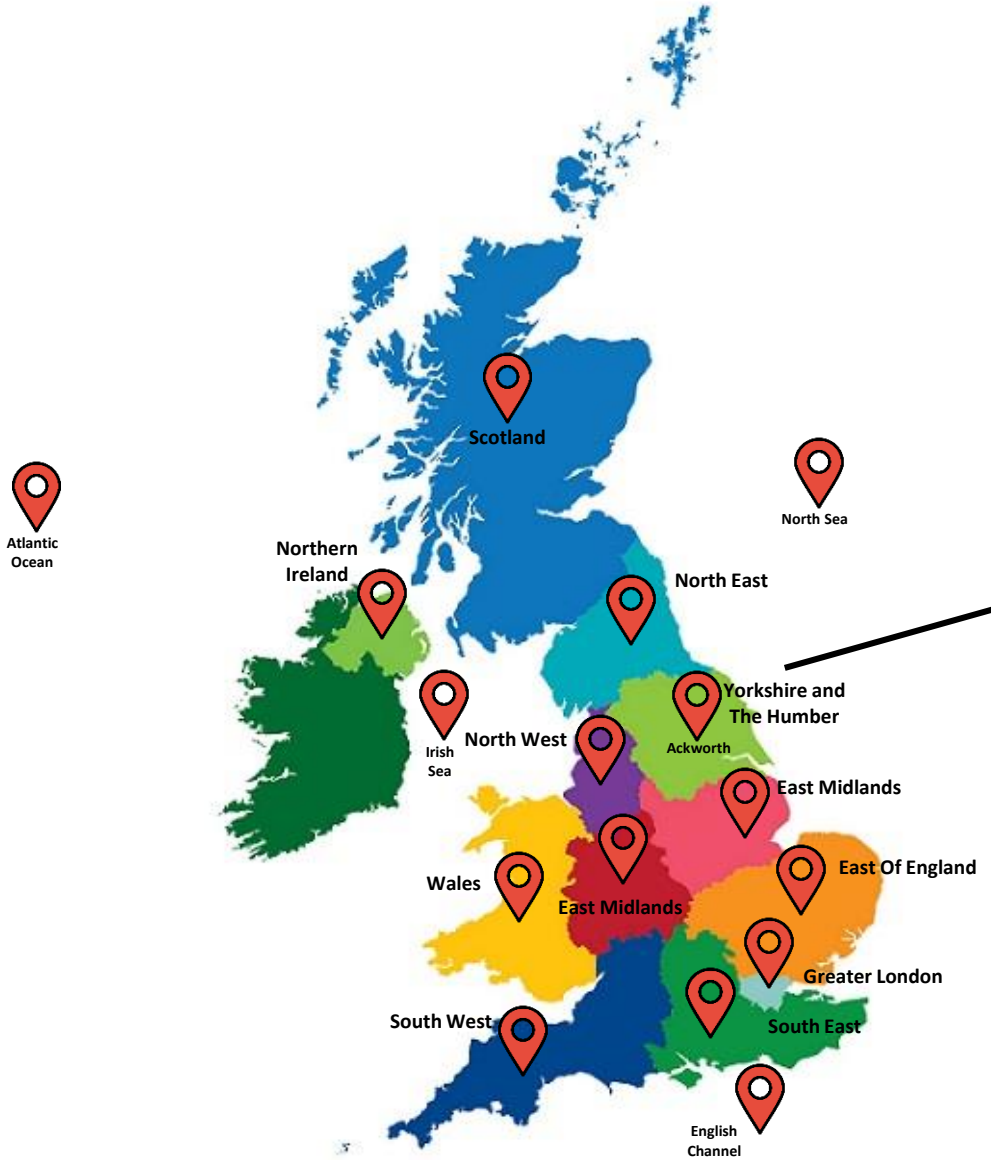 Scotland
North Sea
Atlantic
Ocean
Northern
Ireland
North East
Yorkshire and
The Humber
Ackworth
Irish
Sea
North West
East Midlands
East Of England
Wales
East Midlands
Greater London
South West
South East
English
Channel